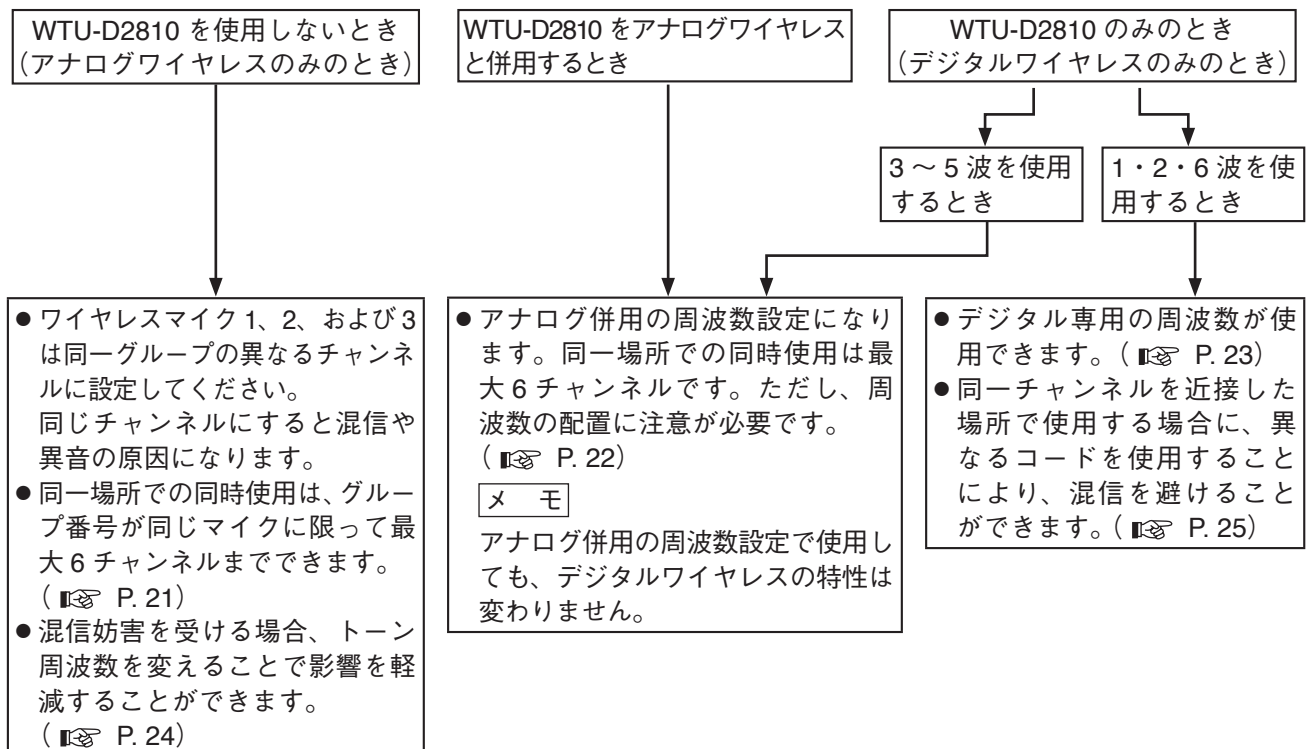 WTU-D2810 を使用しないとき
（アナログワイヤレスのみのとき）
WTU-D2810 をアナログワイヤレス
と併用するとき
WTU-D2810 のみのとき
（デジタルワイヤレスのみのとき）
3 ～ 5 波を使用
するとき
1・2・6 波を使
用するとき
● ワイヤレスマイク 1、2、および 3
は同一グループの異なるチャンネ
ルに設定してください。
同じチャンネルにすると混信や
異音の原因になります。
● 同一場所での同時使用は、グルー
プ番号が同じマイクに限って最
大 6 チャンネルまでできます。
（ ☞ P. 21）
● 混信妨害を受ける場合、トーン
周波数を変えることで影響を軽
減することができます。
（ ☞ P. 24）
● アナログ併用の周波数設定になり
ます。同一場所での同時使用は最
大 6 チャンネルです。ただし、周
波数の配置に注意が必要です。
（ ☞ P. 22）
メ モ
アナログ併用の周波数設定で使用し
ても、デジタルワイヤレスの特性は
変わりません。
● デジタル専用の周波数が使
用できます。（ ☞ P. 23）
● 同一チャンネルを近接した
場所で使用する場合に、異
なるコードを使用すること
により、混信を避けること
ができます。（ ☞ P. 25）